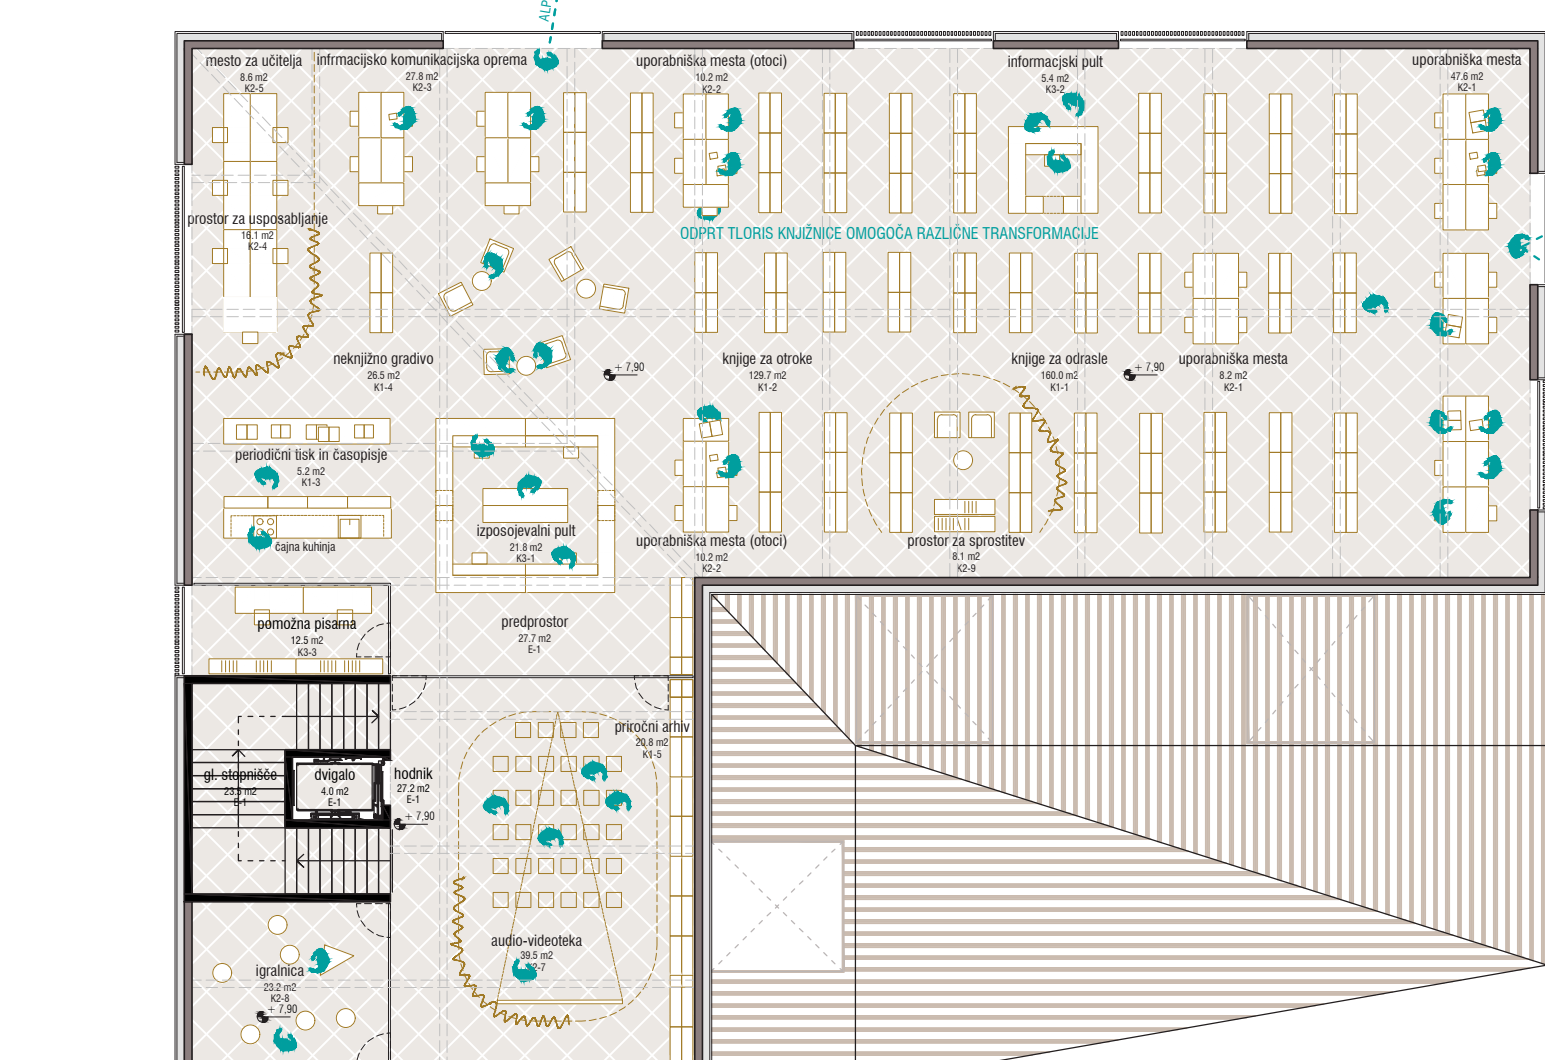 ALP
mesto za učitelja
8.6 m2
K2-5
infrmacijsko komunikacijska oprema
27.8 m2
K2-3
uporabniška mesta (otoci)
10.2 m2
K2-2
informacjski pult
5.4 m2
K3-2
uporabniška mesta
47.6 m2
K2-1
prostor za usposabljanje
16.1 m2
K2-4
ODPRT TLORIS KNJIŽNICE OMOGOČA RAZLIČNE TRANSFORMACIJE
neknjižno gradivo
26.5 m2
K1-4
+ 7,90
knjige za otroke
129.7 m2
K1-2
knjige za odrasle
160.0 m2
K1-1
+ 7,90
uporabniška mesta
8.2 m2
K2-1
periodični tisk in časopisje
5.2 m2
K1-3
čajna kuhinja
izposojevalni pult
21.8 m2
K3-1
uporabniška mesta (otoci)
10.2 m2
K2-2
prostor za sprostitev
8.1 m2
K2-9
pomožna pisarna
12.5 m2
K3-3
predprostor
27.7 m2
E-1
priročni arhiv
20.8 m2
K1-5
gl. stopnišče
23.5 m2
E-1
dvigalo
4.0 m2
E-1
hodnik
27.2 m2
E-1
+ 7,90
audio-videoteka
39.5 m2
K2-7
igralnica
23.2 m2
K2-8
+ 7,90